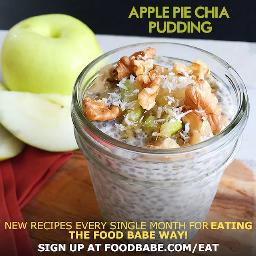 APPLE PIE CHIA
PUDDING
NEW RECIPES EVERY SINGLE MONTH FOR EATING
THE FOOD BABE WAY!
SIGN UP AT FOODBABE.COM/EAT